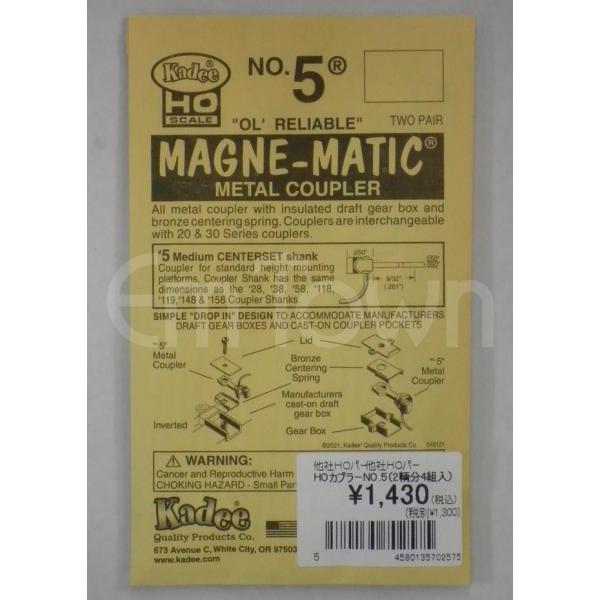 Kadee
HO
SCALE
NO. 5®
"OL' RELIABLE"
TWO PAIR
MAGNE-MATIC®
METAL COUPLER
All metal coupler with insulated draft gear box and
bronze centering spring. Couplers are interchangeable
with 20 & 30 Series couplers.
#5 Medium CENTERSET shank
Coupler for standard height mounting
platforms. Coupler Shank has the same
dimensions as the #28, #38, #58, #118,
#119, #148 & #158 Coupler Shanks.
.250"
9/32"
(.281")
SIMPLE "DROP IN" DESIGN TO ACCOMMODATE MANUFACTURERS
DRAFT GEAR BOXES AND CAST-ON COUPLER POCKETS
Lid
Metal
Coupler
Bronze
Centering
Spring
Metal
Coupler
Manufacturers
cast-on draft
gear box
Inverted
Gear Box
©2021, Kadee® Quality Products Co.
WARNING:
Cancer and Reproductive Harm
CHOKING HAZARD - Small Par
Kadee
Quality Products Co.
673 Avenue C, White City, OR 97503
www.kadee.com
他社HOパー他社HOパー
HOカプラーNO.5(2輌分4組入)
¥1,430(税込)
(税別¥1,300)
5
4580135702575